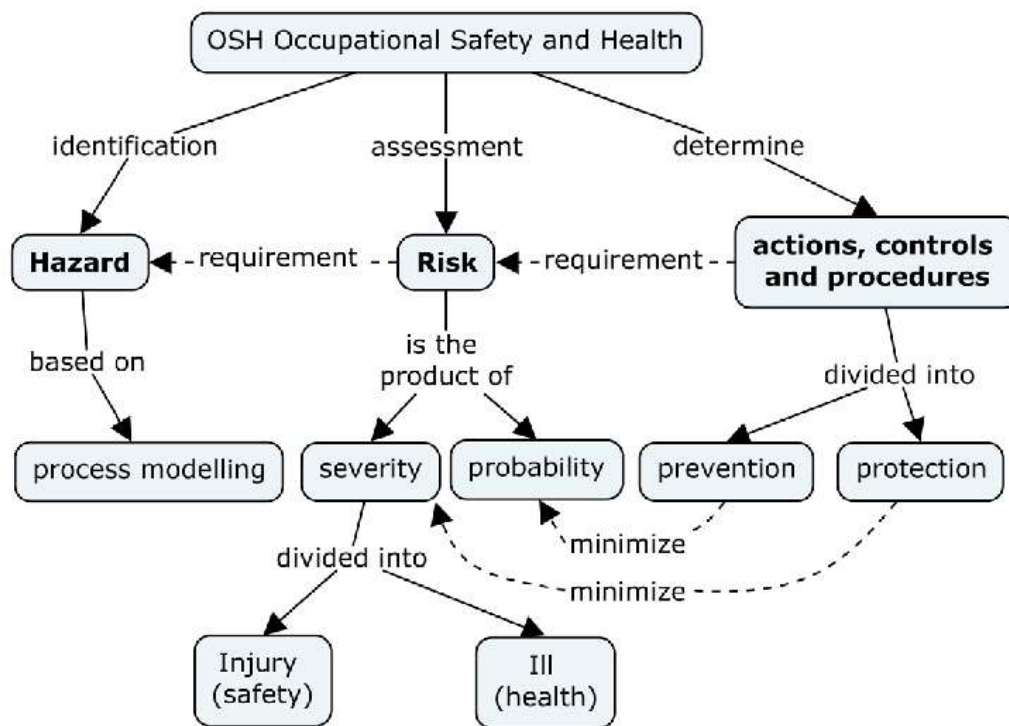 OSH Occupational Safety and Health
identification
assessment
determine
Hazard
requirement
Risk
requirement
actions, controls
and procedures
based on
is the
product of
divided into
process modelling
severity
probability
prevention
protection
minimize
divided into
minimize
Injury
(safety)
Ill
(health)